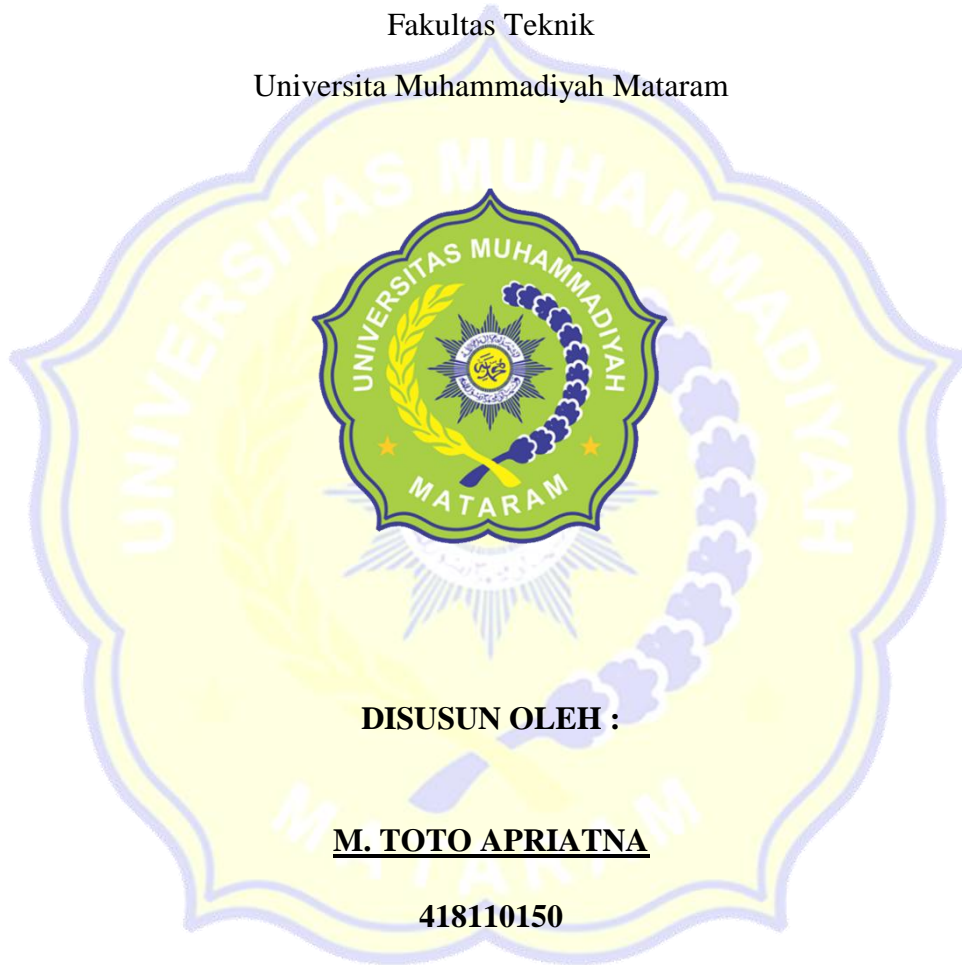 Fakultas Teknik
Universita Muhammadiyah Mataram
UNIVERSITAS MUHAMMADIYAH
MATARAM
DISUSUN OLEH :
M. TOTO APRIATNA
418110150